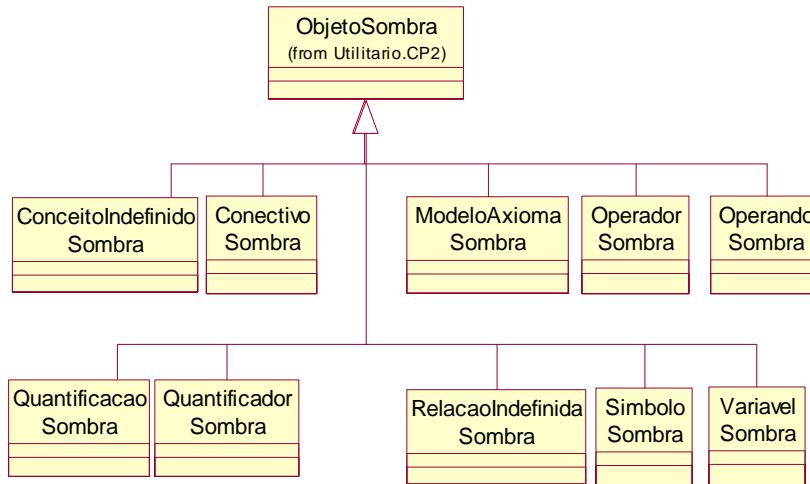 ObjetoSombra
(from Utilitario.CP2)
ConceitoIndefinido
Sombra
Conectivo
Sombra
ModeloAxioma
Sombra
Operador
Sombra
Operando
Sombra
Quantificacao
Sombra
Quantificador
Sombra
RelacaoIndefinida
Sombra
Simbolo
Sombra
Variavel
Sombra